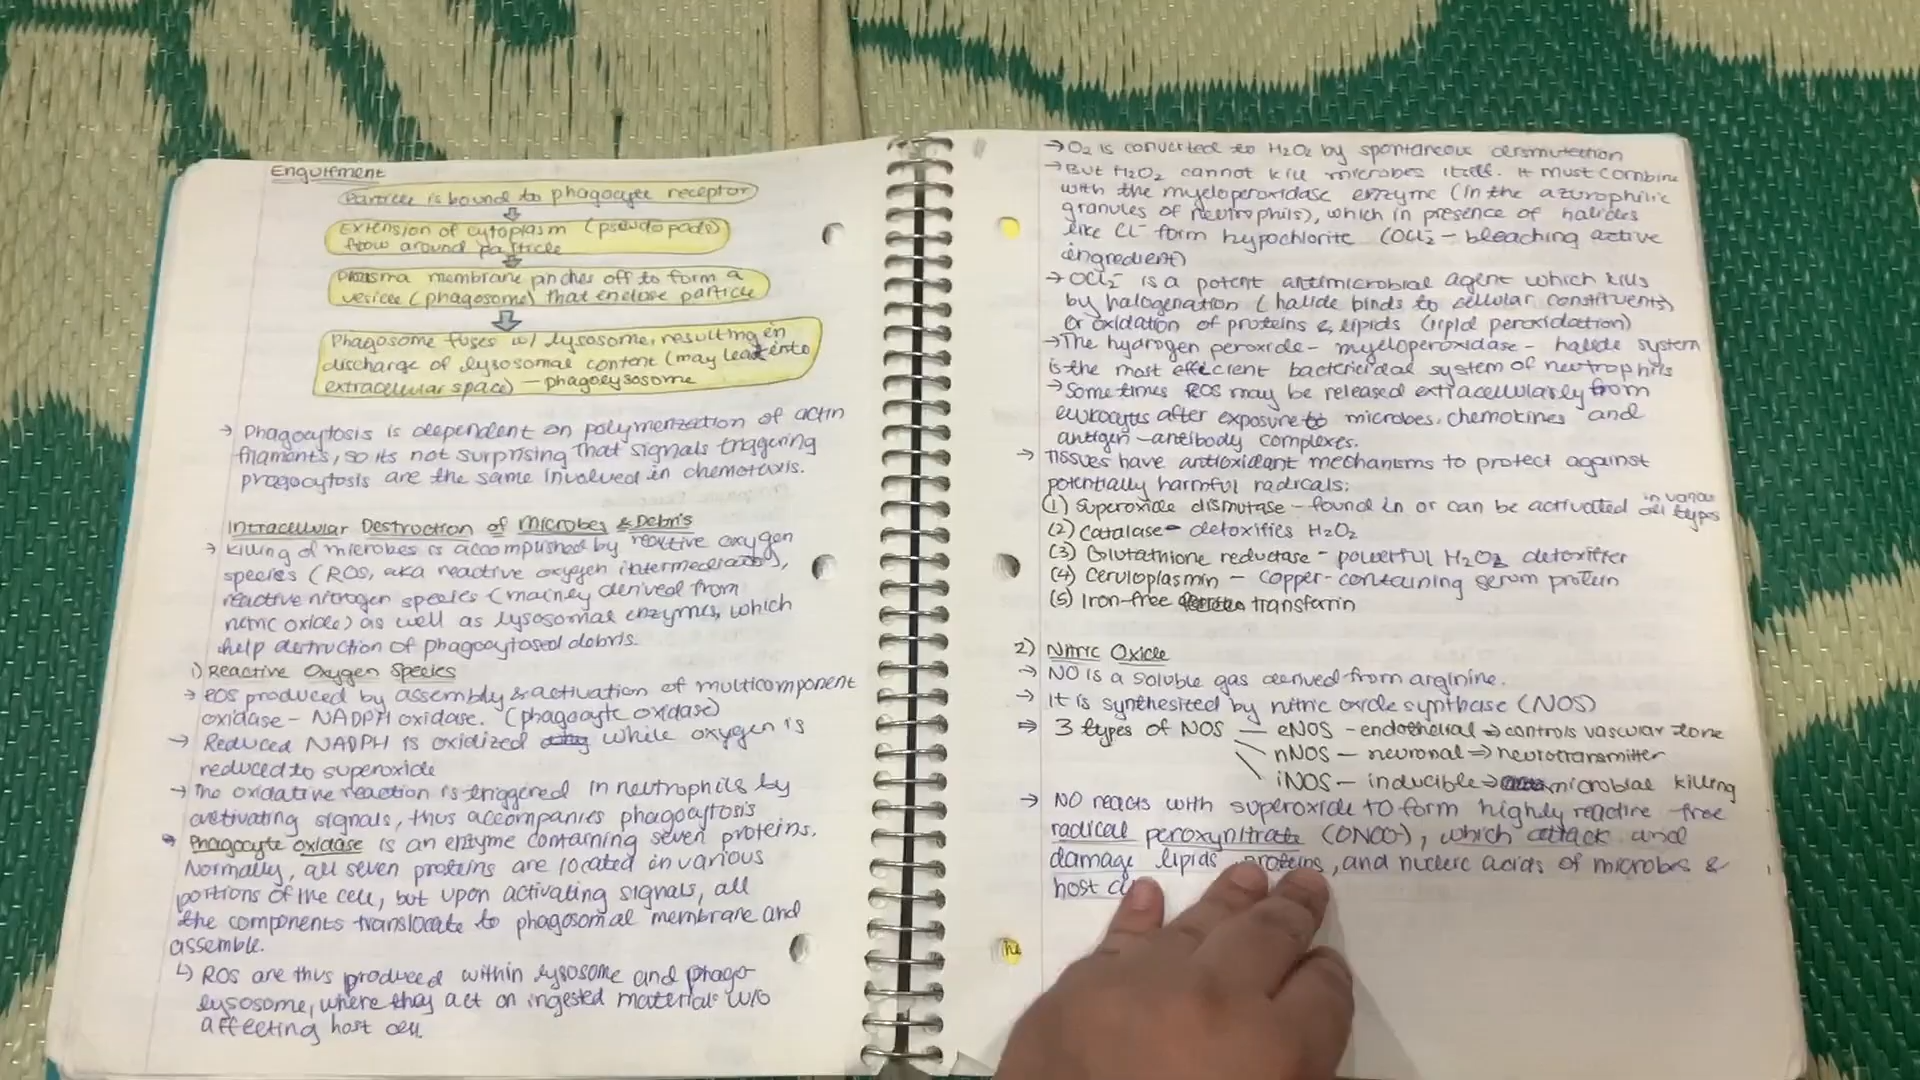 Engulfment
Particle is bound to phagocyte receptor
Extension of cytoplasm (pseudopods)
flow around particle
Plasma membrane pinches off to form a
vesicle (phagosome) that enclose particle
Phagosome fuses w/ lysosome, resulting in
discharge of lysosomal content (may leak into
extracellular space) – phagolysosome
→ Phagocytosis is dependent on polymerization of actin
filaments, so its not surprising that signals triggering
phagocytosis are the same involved in chemotaxis.
Intracellular Destruction of Microbes & Debris
→ Killing of microbes is accomplished by reactive oxygen
species (ROS, aka reactive oxygen intermediates),
reactive nitrogen species (mainly derived from
nitric oxide) as well as lysosomal enzymes, which
help destruction of phagocytosed debris.
1) Reactive Oxygen Species
→ ROS produced by assembly & activation of multicomponent
oxidase – NADPH oxidase. (phagocyte oxidase)
→ Reduced NADPH is oxidized while oxygen is
reduced to superoxide
→ The oxidative reaction is triggered in neutrophils by
activating signals, thus accompanies phagocytosis
• Phagocyte oxidase is an enzyme containing seven proteins.
Normally, all seven proteins are located in various
portions of the cell, but upon activating signals, all
the components translocate to phagosomal membrane and
assemble.
↳ ROS are thus produced within lysosome and phago-
lysosome, where they act on ingested materials w/o
affecting host cell.
→ O2 is converted to H2O2 by spontaneous dismutection
→ But H2O2 cannot kill microbes itself. It must combine
with the myeloperoxidase enzyme (in the azurophilic
granules of neutrophils), which in presence of halides
like Cl⁻ form hypochlorite (OCl2⁻ – bleaching active
ingredient)
→ OCl2⁻ is a potent antimicrobial agent which kills
by halogenation (halide binds to cellular constituents)
or oxidation of proteins & lipids (lipid peroxidation)
→ The hydrogen peroxide – myeloperoxidase – halide system
is the most efficient bactericidal system of neutrophils
→ Sometimes ROS may be released extracellularly from
leukocytes after exposure to microbes, chemokines and
antigen–antibody complexes.
→ Tissues have antioxidant mechanisms to protect against
potentially harmful radicals:
(1) Superoxide dismutase – found in or can be activated in various cell types
(2) Catalase – detoxifies H2O2
(3) Glutathione reductase – powerful H2O2 detoxifier
(4) Ceruloplasmin – copper-containing serum protein
(5) Iron-free transfarrin
2) Nitric Oxide
→ NO is a soluble gas derived from arginine.
→ It is synthesized by nitric oxide synthase (NOS)
⇒ 3 types of NOS — eNOS – endothelial → controls vascular tone
nNOS – neuronal → neurotransmitter
iNOS – inducible → microbial killing
→ NO reacts with superoxide to form highly reactive free
radical peroxynitrate (ONOO⁻), which attack and
damage lipids proteins, and nucleic acids of microbes &
host
he